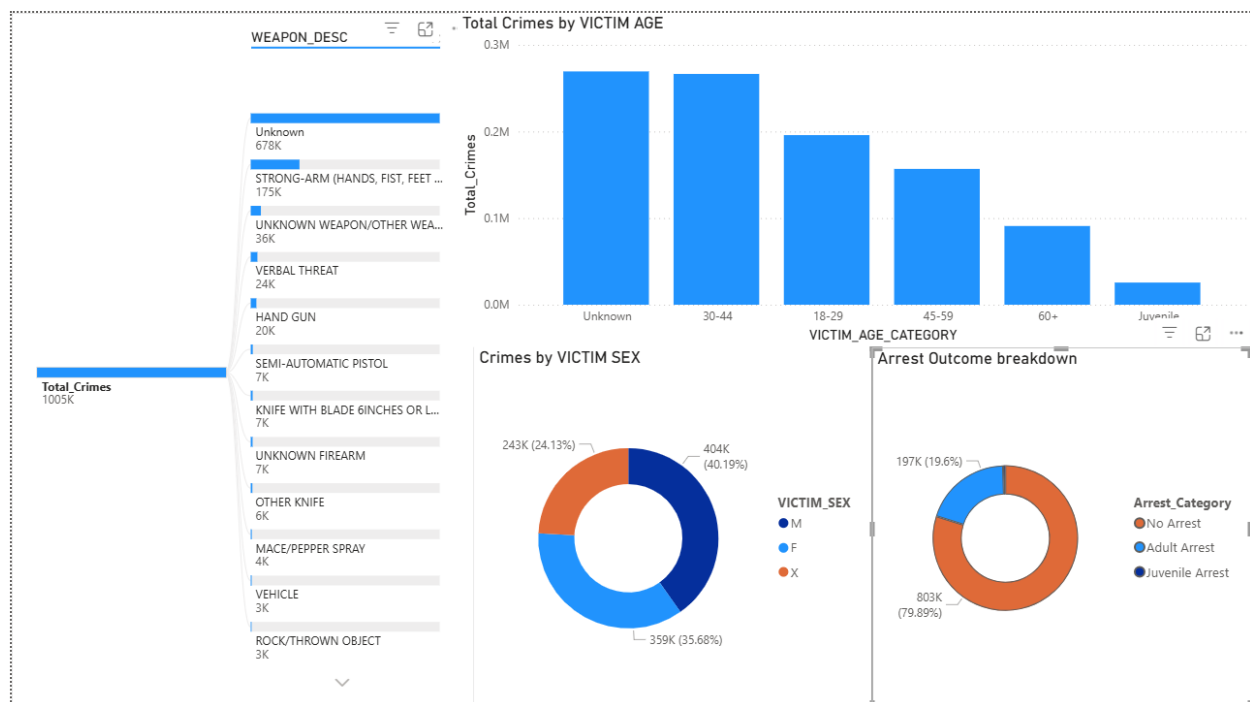 WEAPON_DESC
Unknown
678K
STRONG-ARM (HANDS, FIST, FEET ...
175K
UNKNOWN WEAPON/OTHER WEA...
36K
VERBAL THREAT
24K
HAND GUN
20K
SEMI-AUTOMATIC PISTOL
7K
KNIFE WITH BLADE 6INCHES OR L...
7K
UNKNOWN FIREARM
7K
OTHER KNIFE
6K
MACE/PEPPER SPRAY
4K
VEHICLE
3K
ROCK/THROWN OBJECT
3K
Total_Crimes
1005K
Total Crimes by VICTIM AGE
0.3M
0.2M
0.1M
0.0M
Total_Crimes
Unknown
30-44
18-29
45-59
60+
Juvenile
VICTIM_AGE_CATEGORY
Crimes by VICTIM SEX
243K (24.13%)
404K
(40.19%)
359K (35.68%)
VICTIM_SEX
M
F
X
Arrest Outcome breakdown
197K (19.6%)
803K
(79.89%)
Arrest_Category
No Arrest
Adult Arrest
Juvenile Arrest